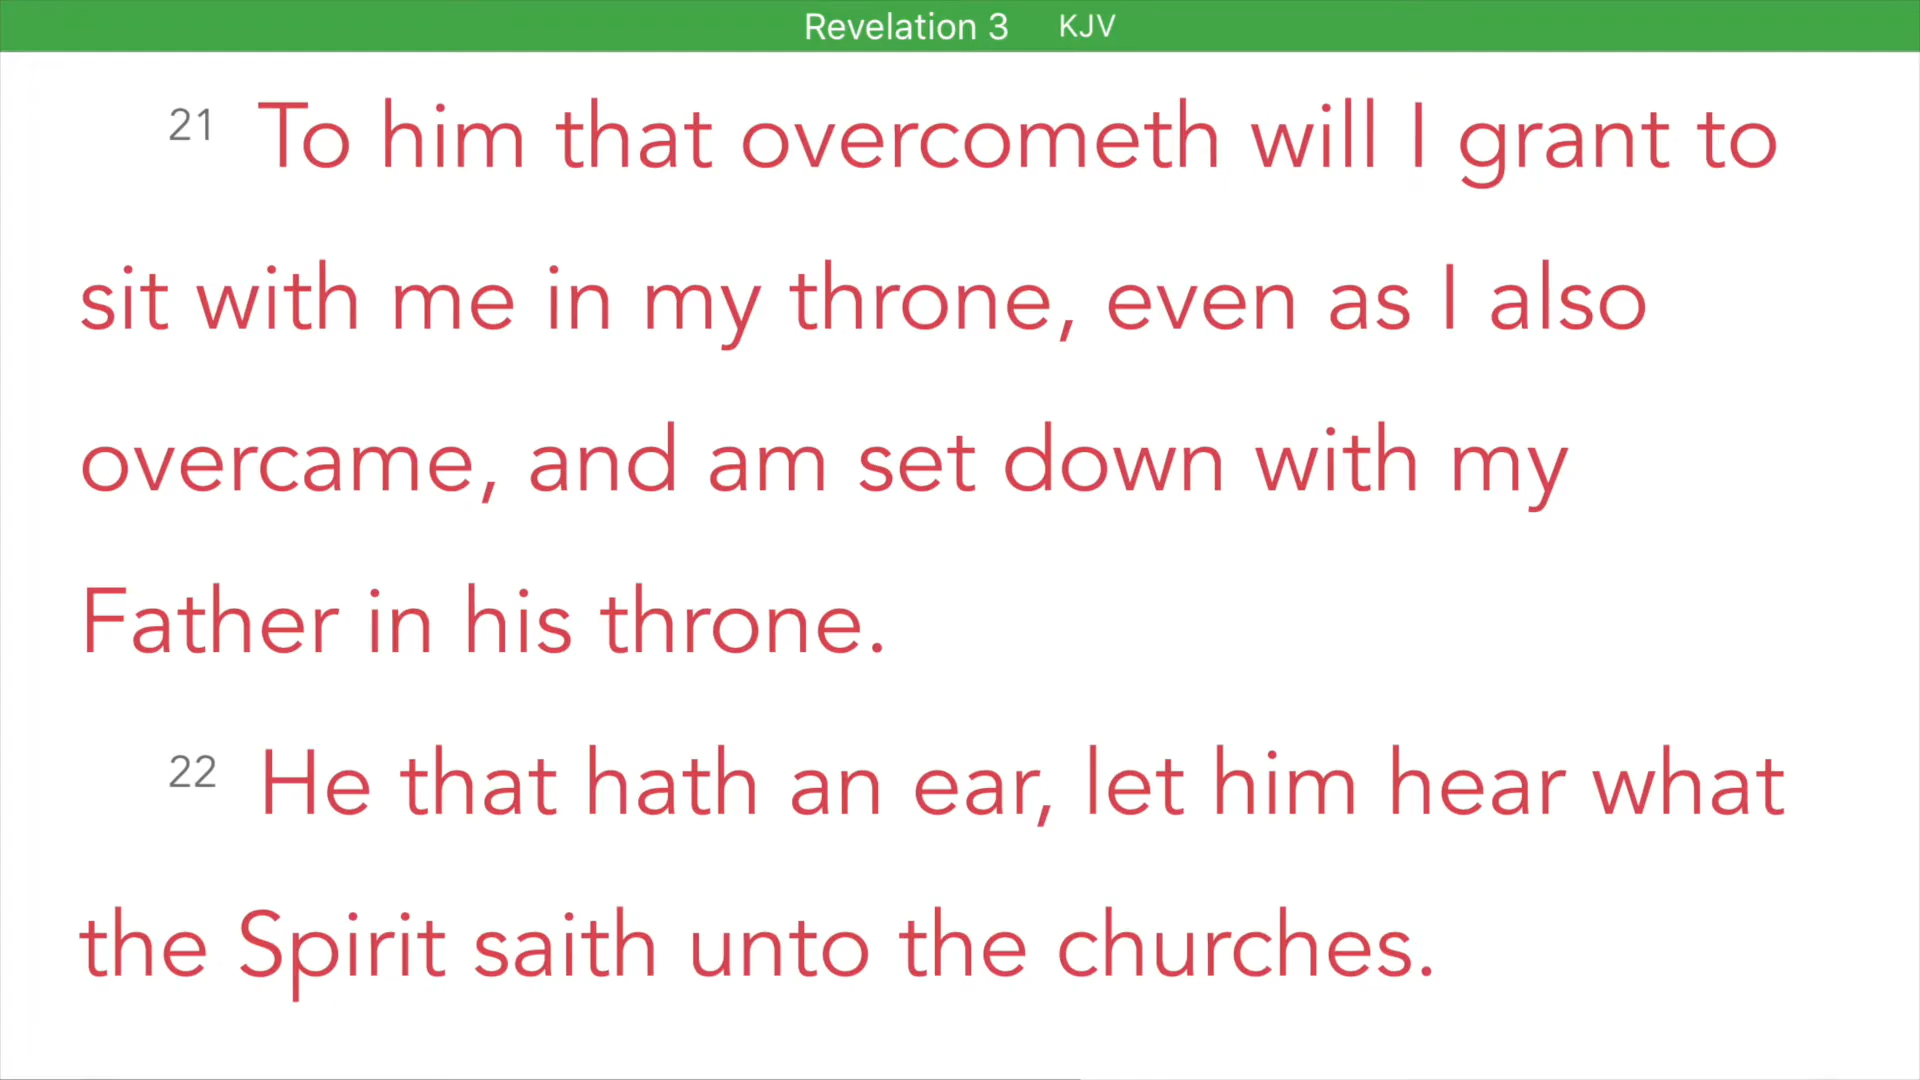 Revelation 3 KJV
21 To him that overcometh will I grant to
sit with me in my throne, even as I also
overcame, and am set down with my
Father in his throne.
22 He that hath an ear, let him hear what
the Spirit saith unto the churches.